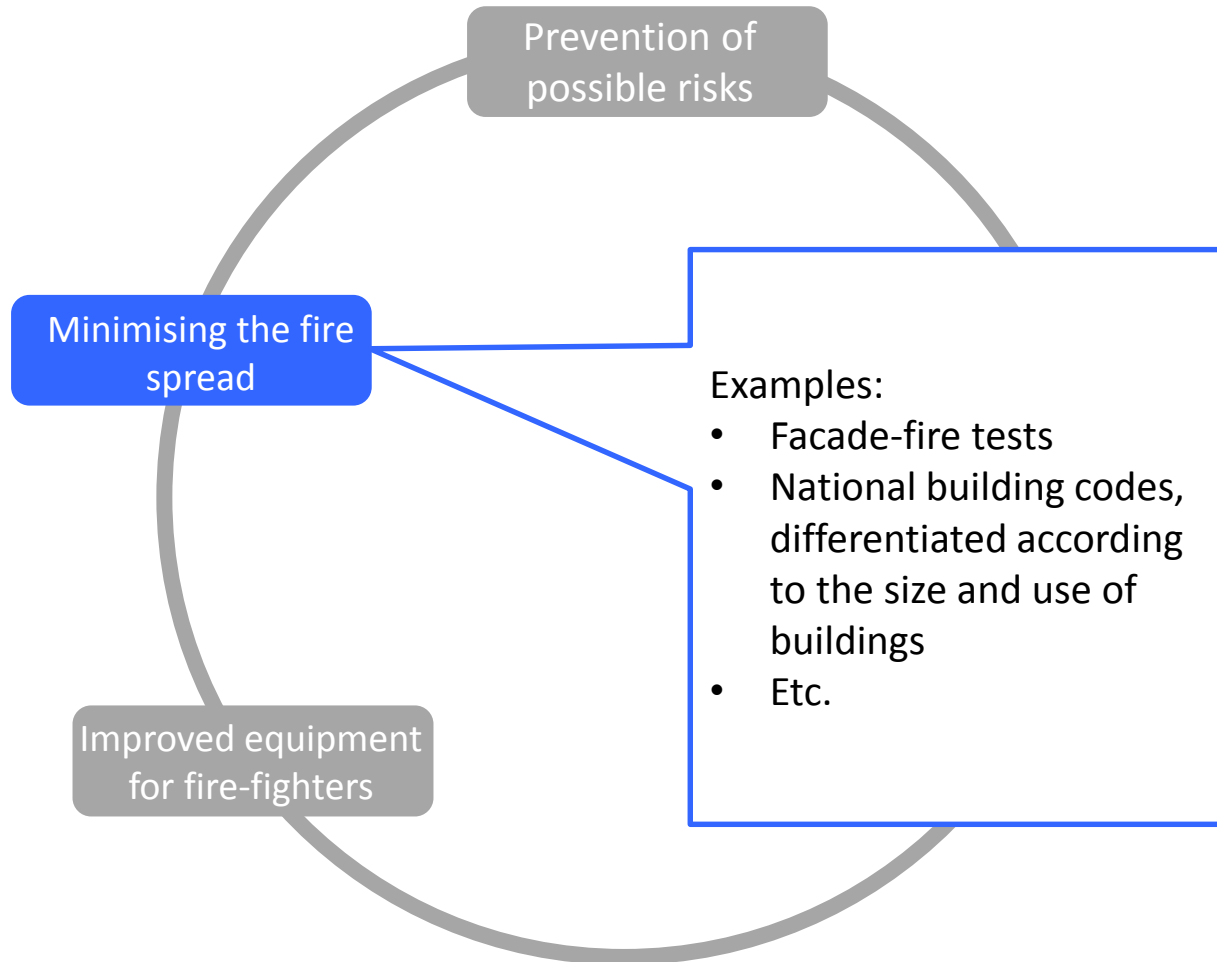 Prevention of
possible risks
Minimising the fire
spread
Examples:
• Facade-fire tests
• National building codes,
differentiated according
to the size and use of
buildings
• Etc.
Improved equipment
for fire-fighters